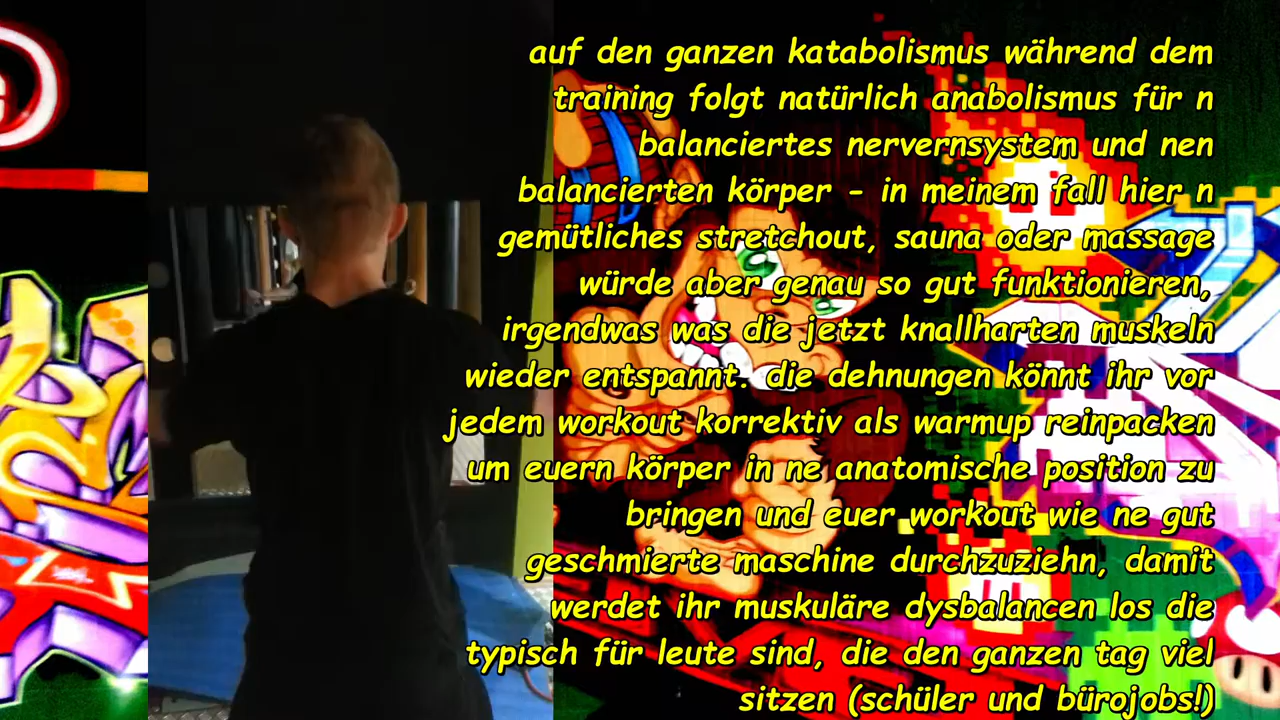 auf den ganzen katabolismus während dem
training folgt natürlich anabolismus für n
balanciertes nervernsystem und nen
balancierten körper - in meinem fall hier n
gemütliches stretchout, sauna oder massage
würde aber genau so gut funktionieren,
irgendwas was die jetzt knallharten muskeln
wieder entspannt. die dehnungen könnt ihr vor
jedem workout korrektiv als warmup reinpacken
um euern körper in ne anatomische position zu
bringen und euer workout wie ne gut
geschmierte maschine durchzuziehn, damit
werdet ihr muskuläre dysbalancen los die
typisch für leute sind, die den ganzen tag viel
sitzen (schüler und bürojobs!)